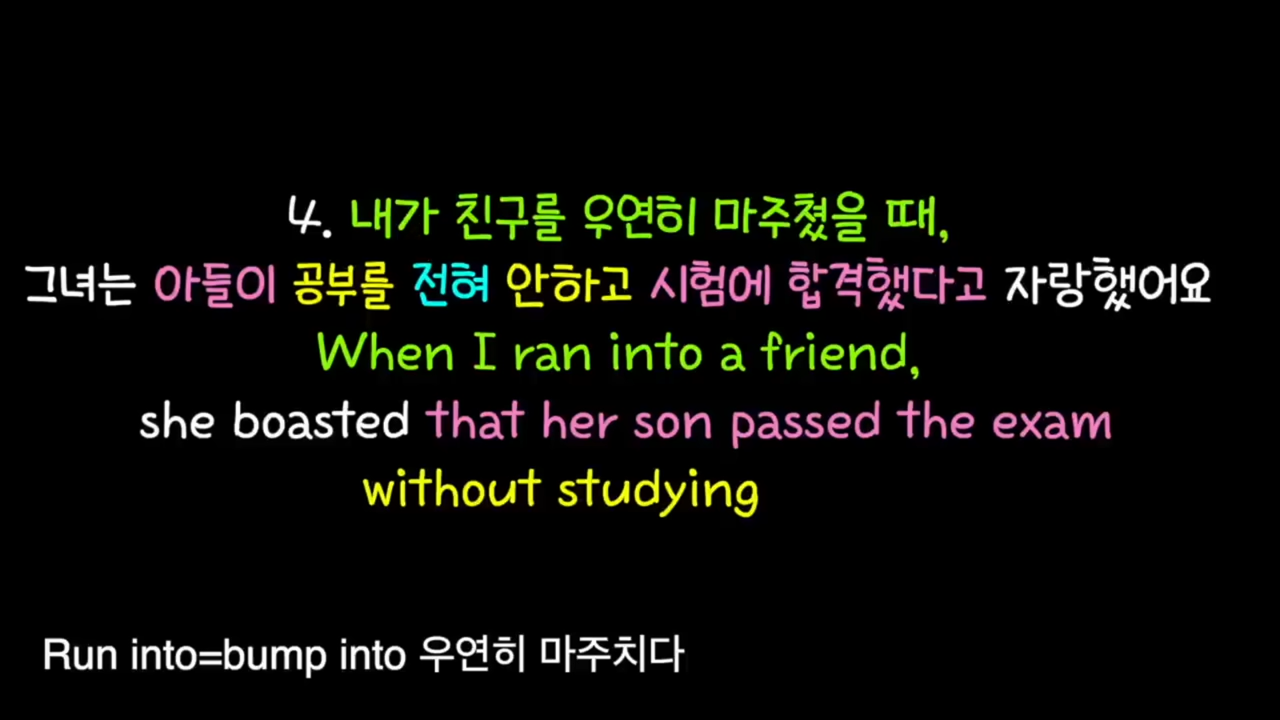 4. 내가 친구를 우연히 마주쳤을 때,
그녀는 아들이 공부를 전혀 안하고 시험에 합격했다고 자랑했어요
When I ran into a friend,
she boasted that her son passed the exam
without studying
Run into=bump into 우연히 마주치다